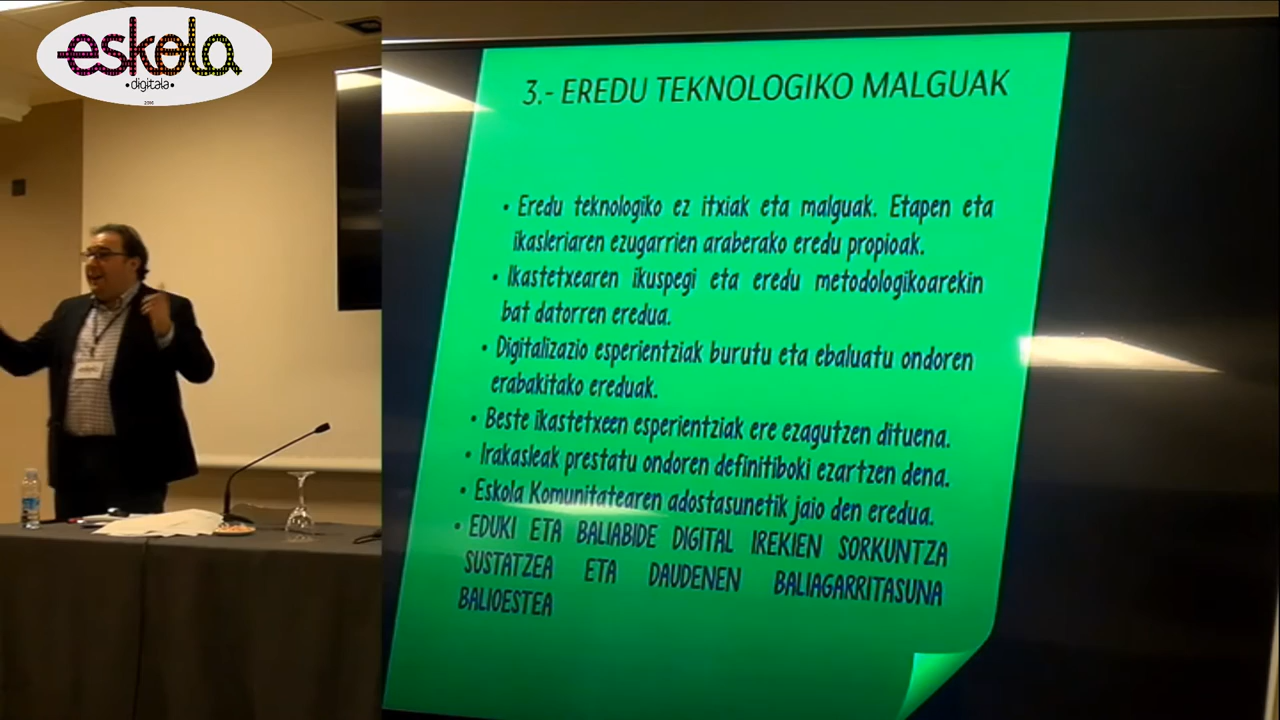 eskola
•digitala•
3.- EREDU TEKNOLOGIKO MALGUAK
• Eredu teknologiko ez itxiak eta malguak. Etapen eta
ikasleriaren ezugarrien araberako eredu propioak.
• Ikastetxearen ikuspegi eta eredu metodologikoarekin
bat datorren eredua.
• Digitalizazio esperientziak burutu eta ebaluatu ondoren
erabakitako ereduak.
• Beste ikastetxeen esperientziak ere ezagutzen dituena.
• Irakasleak prestatu ondoren definitiboki ezartzen dena.
• Eskola Komunitatearen adostasunetik jaio den eredua.
• EDUKI ETA BALIABIDE DIGITAL IREKIEN SORKUNTZA
SUSTATZEA ETA DAUDENEN BALIAGARRITASUNA
BALIOESTEA